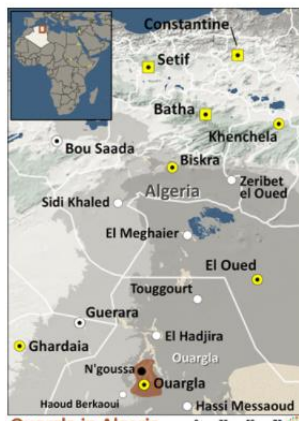 Constantine
Setif
Batha
Khenchela
Bou Saada
Biskra
Algeria
Zeribet
el Oued
Sidi Khaled
El Meghaier
El Oued
Touggourt
Guerara
El Hadjira
Ouargla
Ghardaia
N'goussa
Ouargla
Haoud Berkaoui
Hassi Messaoud